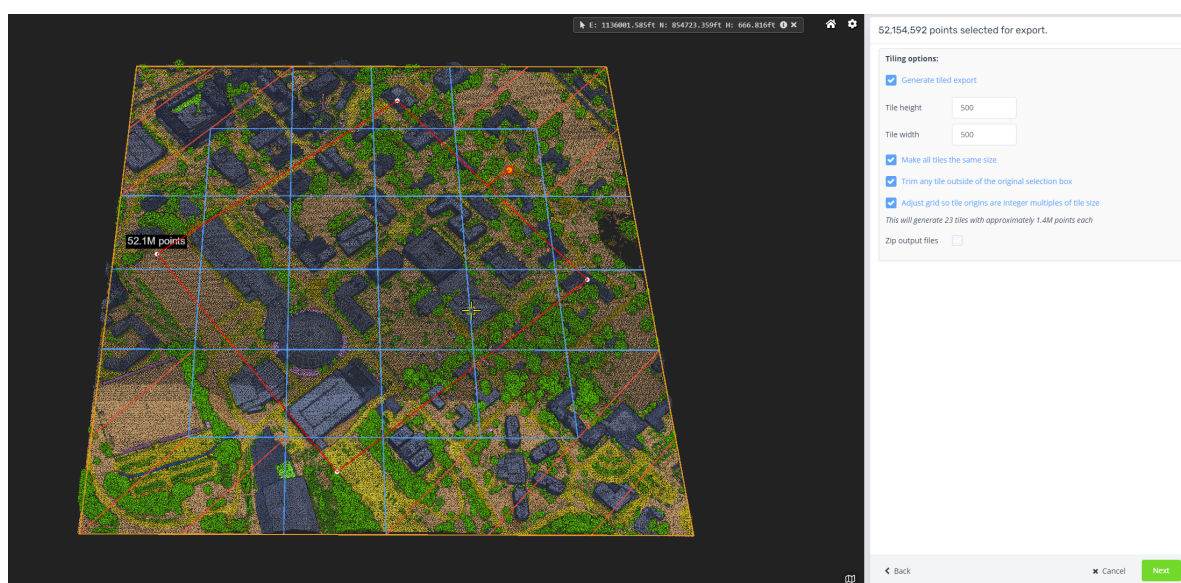 E: 1136001.585ft N: 854723.359ft H: 666.816ft
52,154,592 points selected for export.
Tiling options:
Generate tiled export
Tile height 500
Tile width 500
Make all tiles the same size
Trim any tile outside of the original selection box
Adjust grid so tile origins are integer multiples of tile size
This will generate 23 tiles with approximately 1.4M points each
Zip output files
52.1M points
Back
Cancel
Next